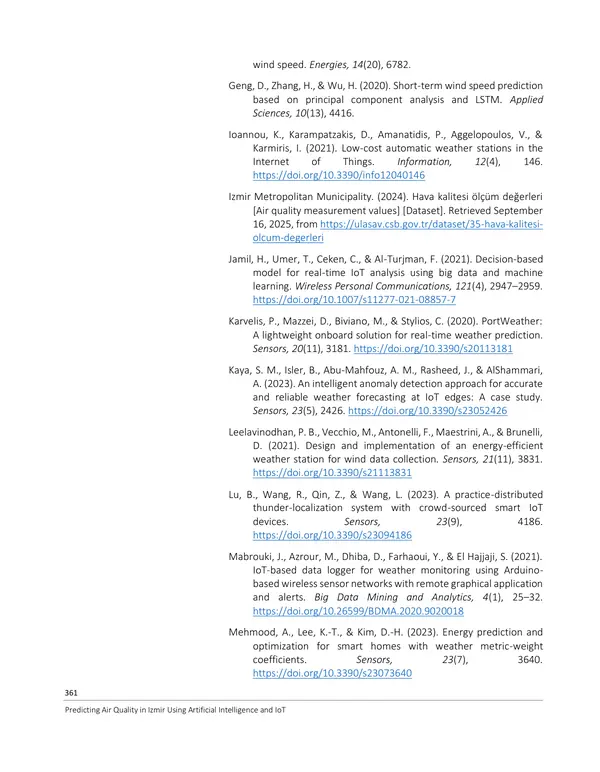 wind speed. Energies, 14(20), 6782.
Geng, D., Zhang, H., & Wu, H. (2020). Short-term wind speed prediction
based on principal component analysis and LSTM. Applied
Sciences, 10(13), 4416.
Ioannou, K., Karampatzakis, D., Amanatidis, P., Aggelopoulos, V., &
Karmiris, I. (2021). Low-cost automatic weather stations in the
Internet of Things. Information, 12(4), 146.
https://doi.org/10.3390/info12040146
Izmir Metropolitan Municipality. (2024). Hava kalitesi ölçüm değerleri
[Air quality measurement values] [Dataset]. Retrieved September
16, 2025, from https://ulasav.csb.gov.tr/dataset/35-hava-kalitesi-
olcum-degerleri
Jamil, H., Umer, T., Ceken, C., & Al-Turjman, F. (2021). Decision-based
model for real-time IoT analysis using big data and machine
learning. Wireless Personal Communications, 121(4), 2947–2959.
https://doi.org/10.1007/s11277-021-08857-7
Karvelis, P., Mazzei, D., Biviano, M., & Stylios, C. (2020). PortWeather:
A lightweight onboard solution for real-time weather prediction.
Sensors, 20(11), 3181. https://doi.org/10.3390/s20113181
Kaya, S. M., Isler, B., Abu-Mahfouz, A. M., Rasheed, J., & AlShammari,
A. (2023). An intelligent anomaly detection approach for accurate
and reliable weather forecasting at IoT edges: A case study.
Sensors, 23(5), 2426. https://doi.org/10.3390/s23052426
Leelavinodhan, P. B., Vecchio, M., Antonelli, F., Maestrini, A., & Brunelli,
D. (2021). Design and implementation of an energy-efficient
weather station for wind data collection. Sensors, 21(11), 3831.
https://doi.org/10.3390/s21113831
Lu, B., Wang, R., Qin, Z., & Wang, L. (2023). A practice-distributed
thunder-localization system with crowd-sourced smart IoT
devices. Sensors, 23(9), 4186.
https://doi.org/10.3390/s23094186
Mabrouki, J., Azrour, M., Dhiba, D., Farhaoui, Y., & El Hajjaji, S. (2021).
IoT-based data logger for weather monitoring using Arduino-
based wireless sensor networks with remote graphical application
and alerts. Big Data Mining and Analytics, 4(1), 25–32.
https://doi.org/10.26599/BDMA.2020.9020018
Mehmood, A., Lee, K.-T., & Kim, D.-H. (2023). Energy prediction and
optimization for smart homes with weather metric-weight
coefficients. Sensors, 23(7), 3640.
https://doi.org/10.3390/s23073640
361
Predicting Air Quality in Izmir Using Artificial Intelligence and IoT